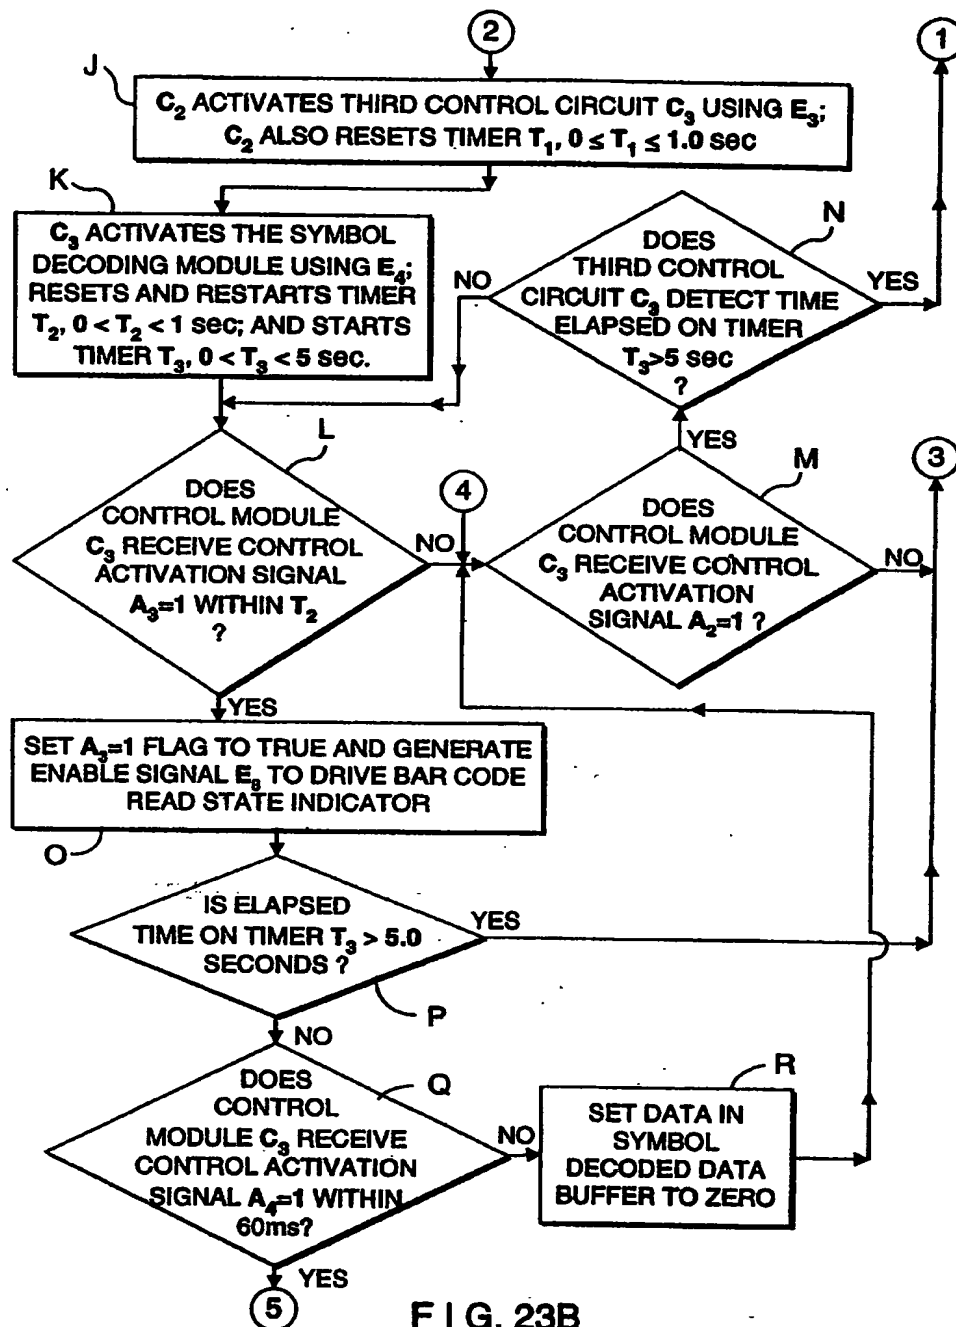 2
1
J
C₂ ACTIVATES THIRD CONTROL CIRCUIT C₃ USING E₃;
C₂ ALSO RESETS TIMER T₁, 0 ≤ T₁ ≤ 1.0 sec
K
C₃ ACTIVATES THE SYMBOL
DECODING MODULE USING E₄;
RESETS AND RESTARTS TIMER
T₂, 0 < T₂ < 1 sec; AND STARTS
TIMER T₃, 0 < T₃ < 5 sec.
N
DOES
THIRD CONTROL
CIRCUIT C₃ DETECT TIME
ELAPSED ON TIMER
T₃>5 sec
?
NO
YES
L
DOES
CONTROL MODULE
C₃ RECEIVE CONTROL
ACTIVATION SIGNAL
A₃=1 WITHIN T₂
?
NO
YES
4
YES
M
DOES
CONTROL MODULE
C₃ RECEIVE CONTROL
ACTIVATION
SIGNAL A₂=1 ?
NO
3
SET A₃=1 FLAG TO TRUE AND GENERATE
ENABLE SIGNAL E₈ TO DRIVE BAR CODE
READ STATE INDICATOR
O
IS ELAPSED
TIME ON TIMER T₃ > 5.0
SECONDS ?
YES
P
NO
DOES
CONTROL
MODULE C₃ RECEIVE
CONTROL ACTIVATION
SIGNAL A₄=1 WITHIN
60ms?
Q
NO
R
SET DATA IN
SYMBOL
DECODED DATA
BUFFER TO ZERO
YES
5
FIG. 23B